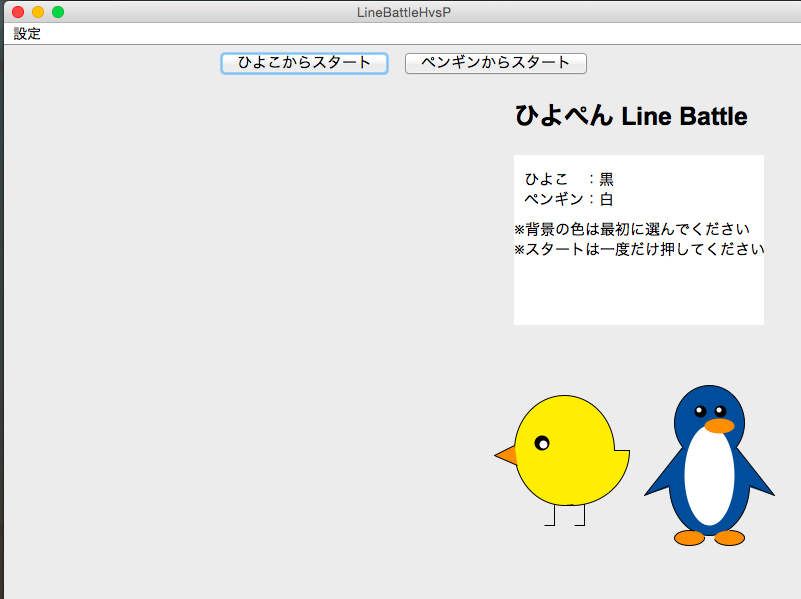 LineBattleHvsP
設定
ひよこからスタート ペンギンからスタート
ひよぺん Line Battle
ひよこ　：黒
ペンギン：白
※背景の色は最初に選んでください
※スタートは一度だけ押してください